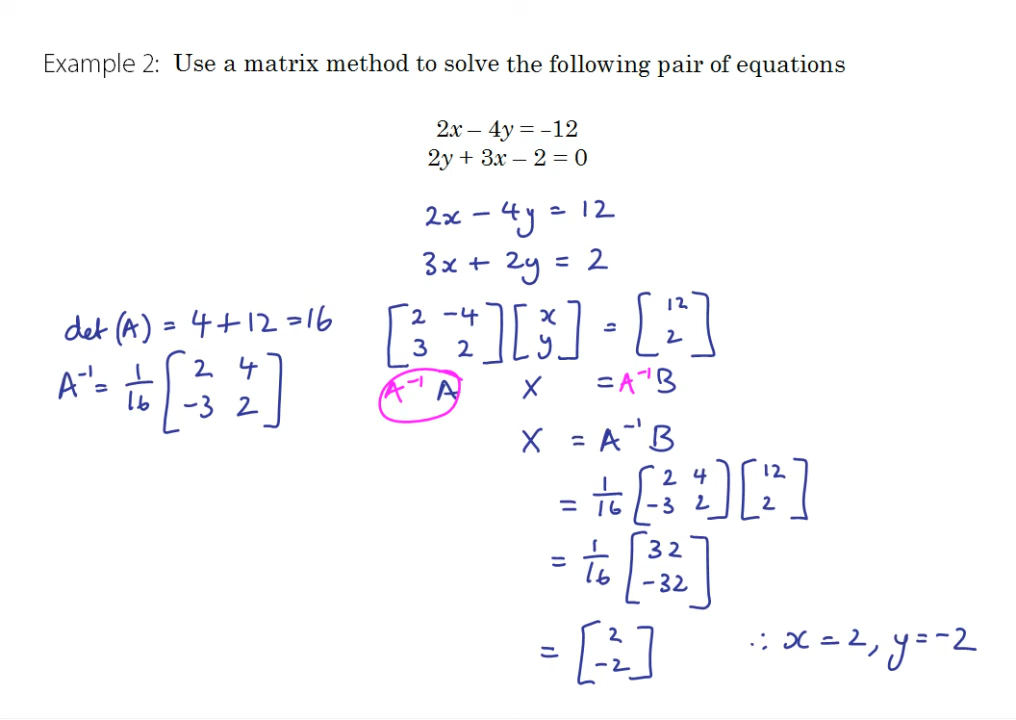 Example 2: Use a matrix method to solve the following pair of equations
2x – 4y = –12
2y + 3x – 2 = 0
2x - 4y = 12
3x + 2y = 2
det(A) = 4+12 =16
[2 -4; 3 2] [x; y] = [12; 2]
A⁻¹ = 1/16 [2 4; -3 2]
A⁻¹ A X = A⁻¹B
X = A⁻¹ B
= 1/16 [2 4; -3 2] [12; 2]
= 1/16 [32; -32]
= [2; -2] ∴ x = 2, y = -2